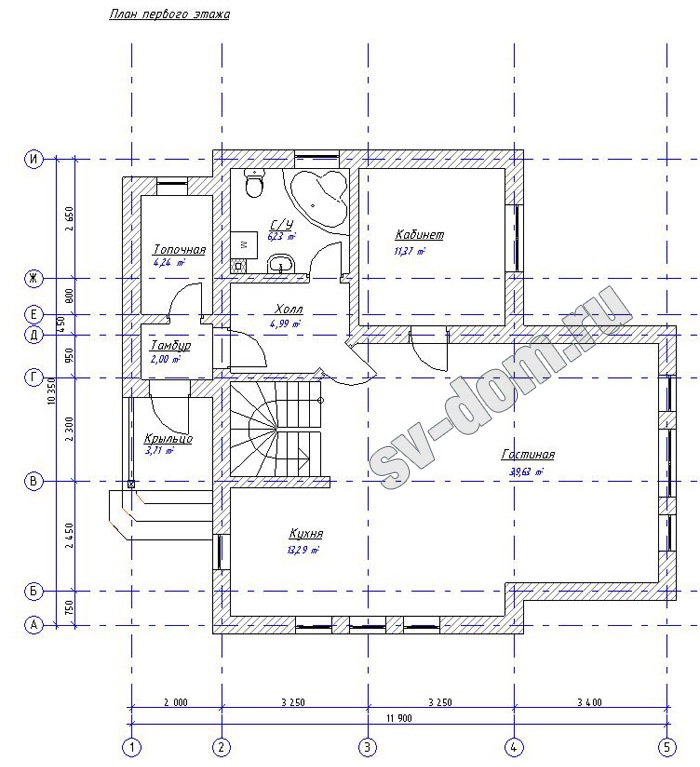 План первого этажа
И
Ж
Е
Д
Г
В
Б
А
2 650
800
450
950
2 300
2 450
750
10 350
Топочная
4,24 m²
С/У
6,23 m²
W
Кабинет
11,37 m²
Холл
4,99 m²
Тамбур
2,00 m²
Крыльцо
3,71 m²
Гостиная
39,63 m²
Кухня
13,29 m²
sv-dom.ru
2 000
3 250
3 250
3 400
11 900
1
2
3
4
5